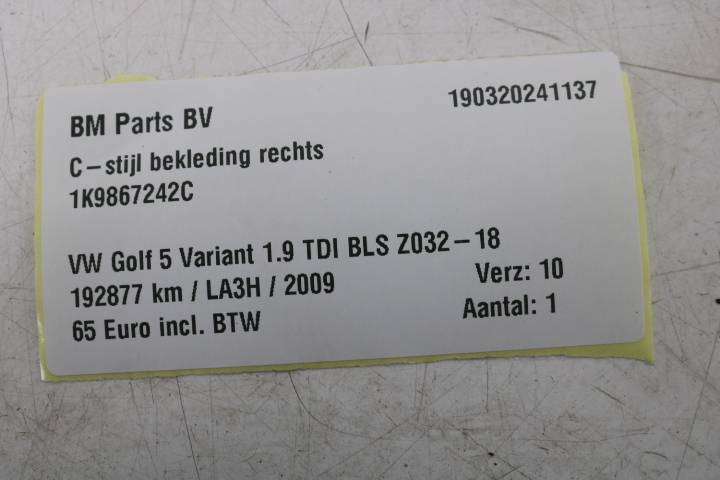 BM Parts BV 190320241137
C-stijl bekleding rechts
1K9867242C
VW Golf 5 Variant 1.9 TDI BLS Z032-18
192877 km / LA3H / 2009 Verz: 10
65 Euro incl. BTW Aantal: 1